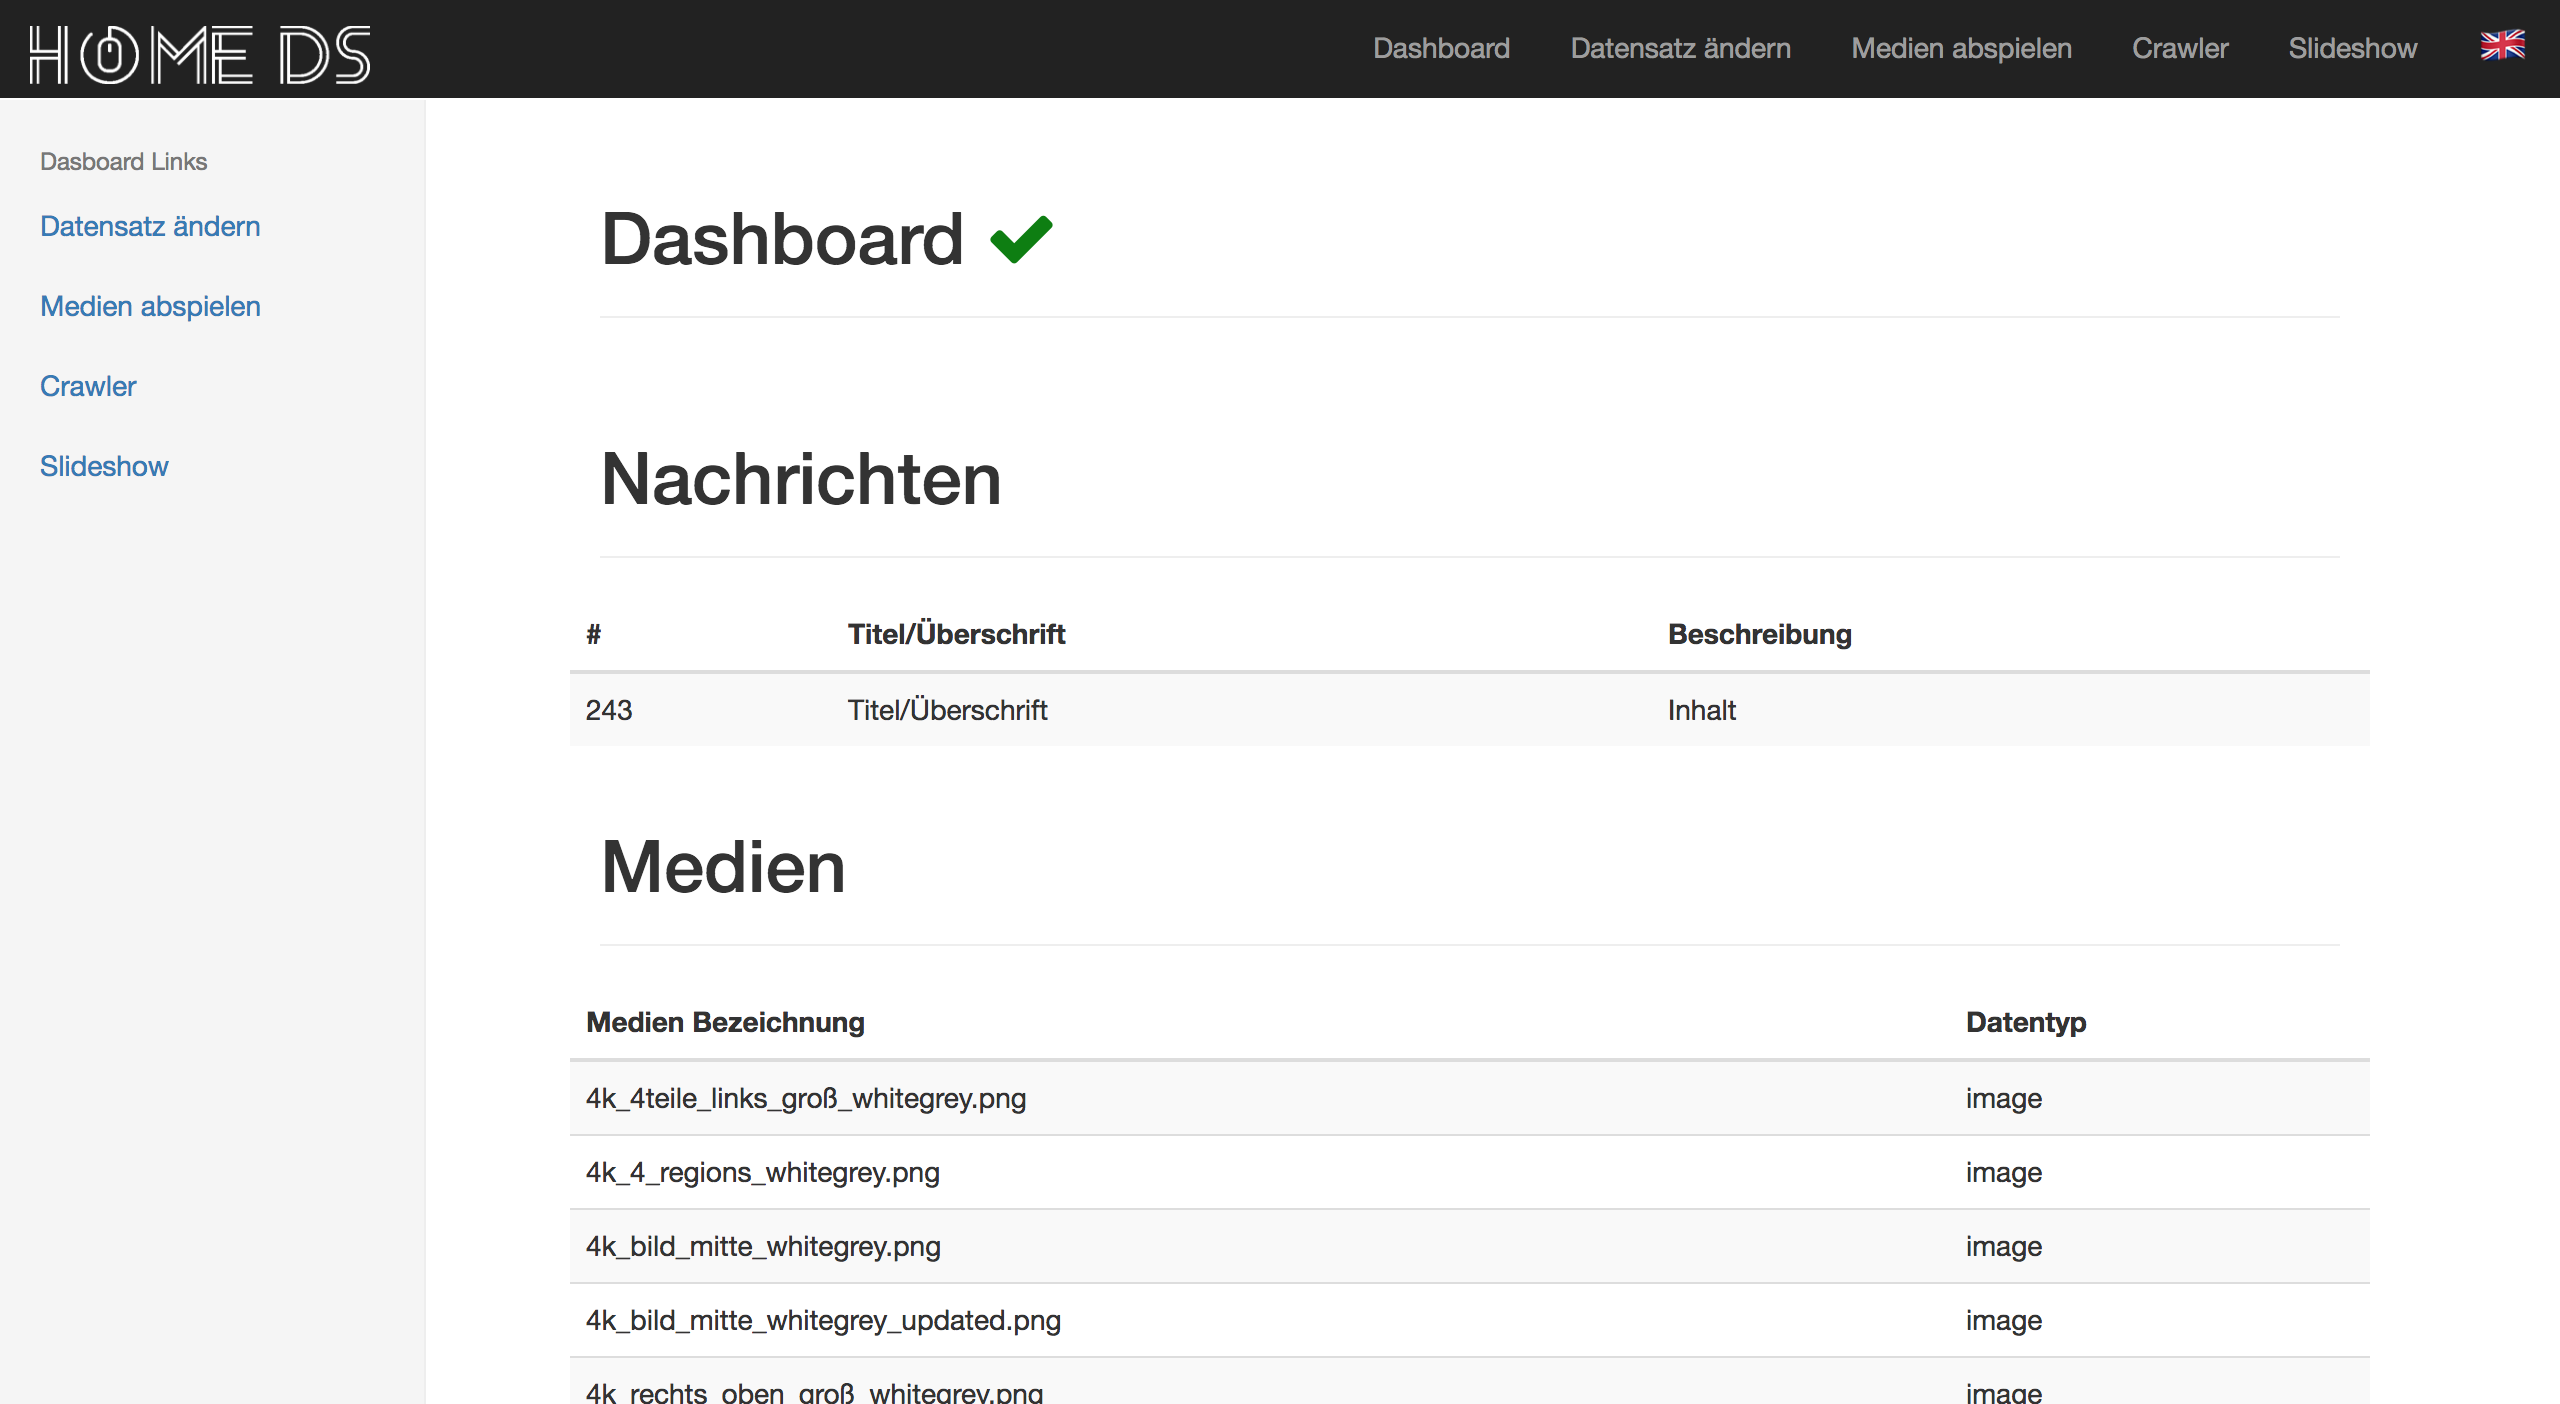 HOME DS
Dashboard Datensatz ändern Medien abspielen Crawler Slideshow
Dasboard Links
Datensatz ändern
Medien abspielen
Crawler
Slideshow
Dashboard
Nachrichten
# Titel/Überschrift Beschreibung
243 Titel/Überschrift Inhalt
Medien
Medien Bezeichnung Datentyp
4k_4teile_links_groß_whitegrey.png image
4k_4_regions_whitegrey.png image
4k_bild_mitte_whitegrey.png image
4k_bild_mitte_whitegrey_updated.png image
4k_rechts_oben_groß_whitegrey.png image